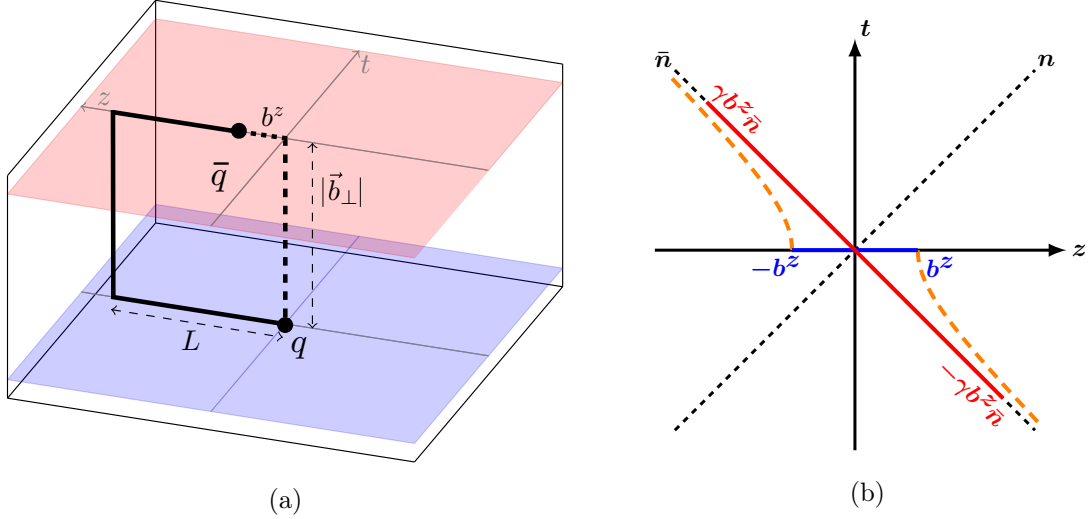 z
t
b^z
q̄
|b⃗_⊥|
L
q
(a)
t
n̄
n
γb^z n̄
z
−b^z
b^z
−γb^z n̄
(b)